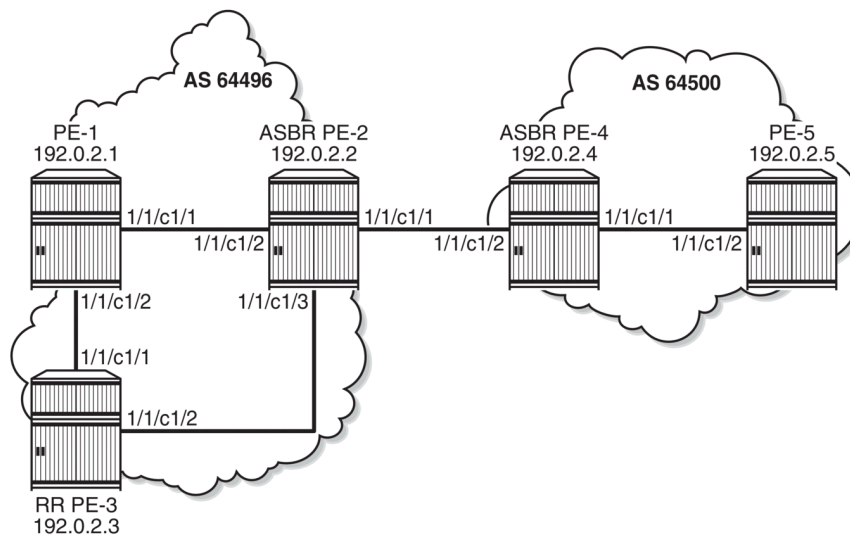 AS 64496
AS 64500
PE-1
192.0.2.1
ASBR PE-2
192.0.2.2
ASBR PE-4
192.0.2.4
PE-5
192.0.2.5
1/1/c1/1
1/1/c1/2
1/1/c1/1
1/1/c1/2
1/1/c1/1
1/1/c1/2
1/1/c1/2
1/1/c1/3
1/1/c1/1
1/1/c1/2
RR PE-3
192.0.2.3